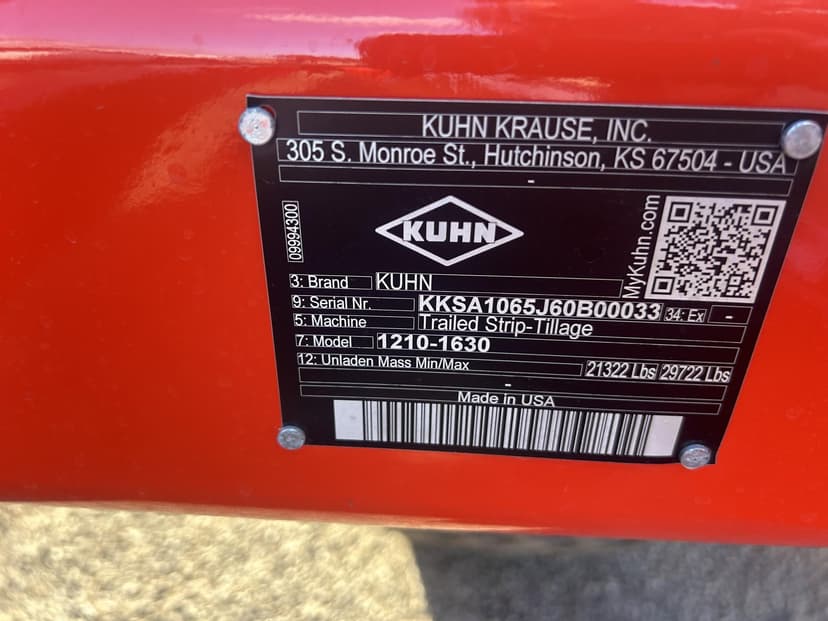 KUHN KRAUSE, INC.
305 S. Monroe St., Hutchinson, KS 67504 - USA
-
09994300
KUHN
MyKuhn.com
3: Brand KUHN
9: Serial Nr. KKSA1065J60B00033 34: Ex -
5: Machine Trailed Strip-Tillage
7: Model 1210-1630
12: Unladen Mass Min/Max 21322 Lbs 29722 Lbs
-
Made in USA